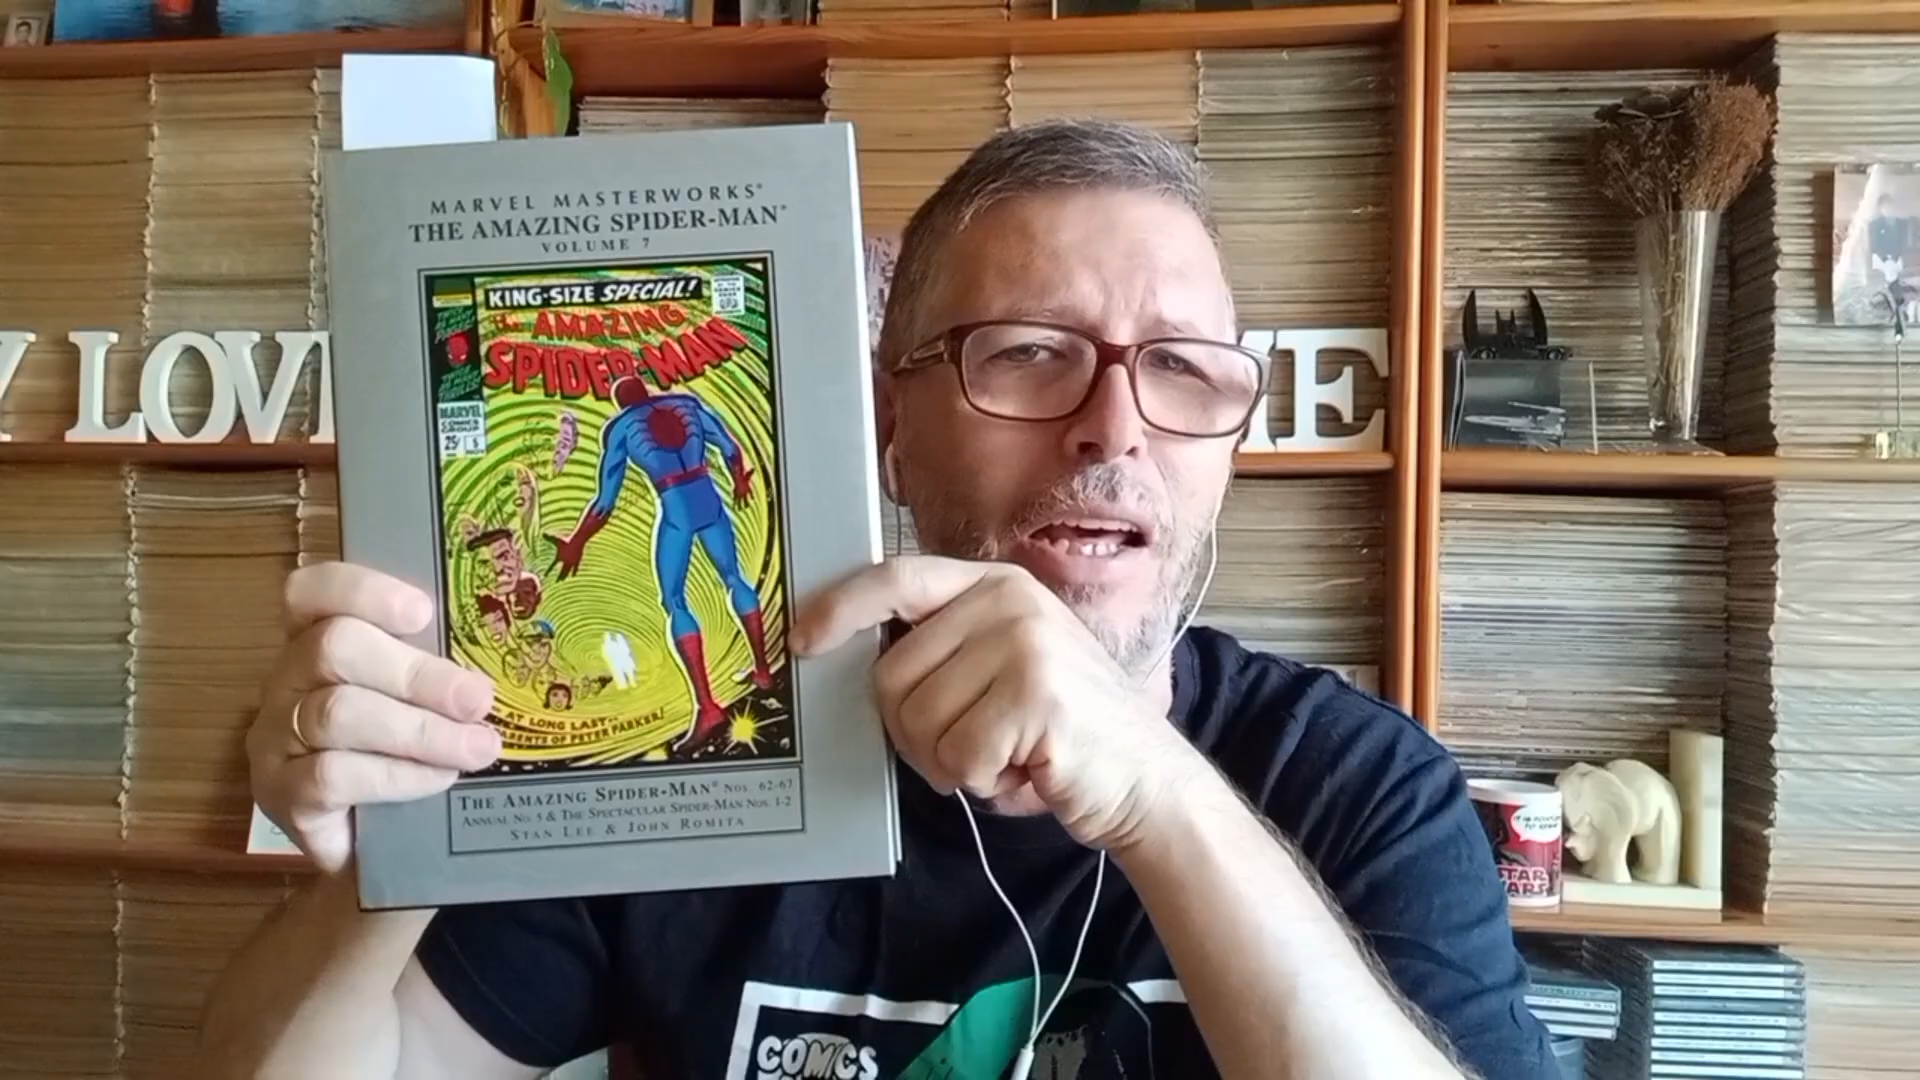 MARVEL MASTERWORKS®
THE AMAZING SPIDER-MAN®
VOLUME 7
KING-SIZE SPECIAL!
The AMAZING
SPIDER-MAN
MARVEL
COMICS
GROUP
25¢ 5
AT LONG LAST...
PARENTS OF PETER PARKER!
THE AMAZING SPIDER-MAN® NOS. 62-67
ANNUAL NO. 5 & THE SPECTACULAR SPIDER-MAN NOS. 1-2
STAN LEE & JOHN ROMITA
Y LOV
ME
STAR
WARS
COMICS